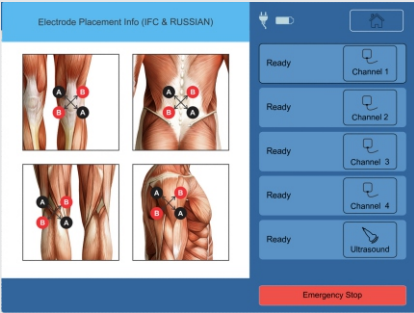 Electrode Placement Info (IFC & RUSSIAN)
A B
B A
A B
B A
A B
B A
A B
B A
Ready
Channel 1
Ready
Channel 2
Ready
Channel 3
Ready
Channel 4
Ready
Ultrasound
Emergency Stop